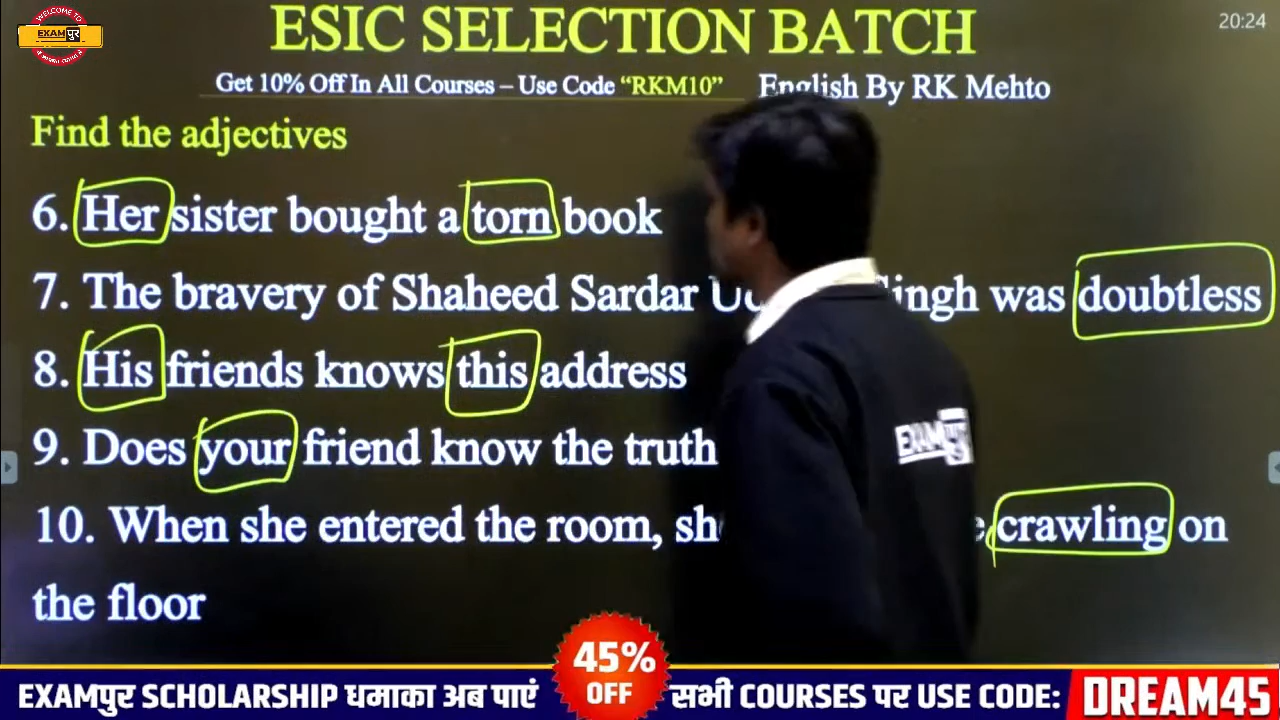 WELCOME TO
EXAMपुर
20:24
ESIC SELECTION BATCH
Get 10% Off In All Courses – Use Code “RKM10” English By RK Mehto
Find the adjectives
6. Her sister bought a torn book
7. The bravery of Shaheed Sardar Singh was doubtless
8. His friends knows this address
9. Does your friend know the truth
10. When she entered the room, crawling on
the floor
EXAMपुर
45%
OFF
EXAMपुर SCHOLARSHIP धमाका अब पाएं सभी COURSES पर USE CODE: DREAM45